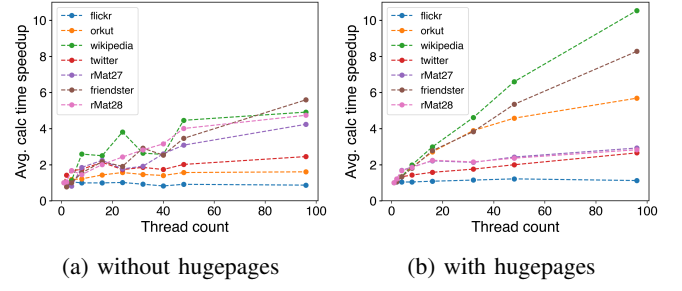 10
8
6
4
2
0
Avg. calc time speedup
flickr
orkut
wikipedia
twitter
rMat27
friendster
rMat28
0 20 40 60 80 100
Thread count
(a) without hugepages
10
8
6
4
2
0
Avg. calc time speedup
flickr
orkut
wikipedia
twitter
rMat27
friendster
rMat28
0 20 40 60 80 100
Thread count
(b) with hugepages